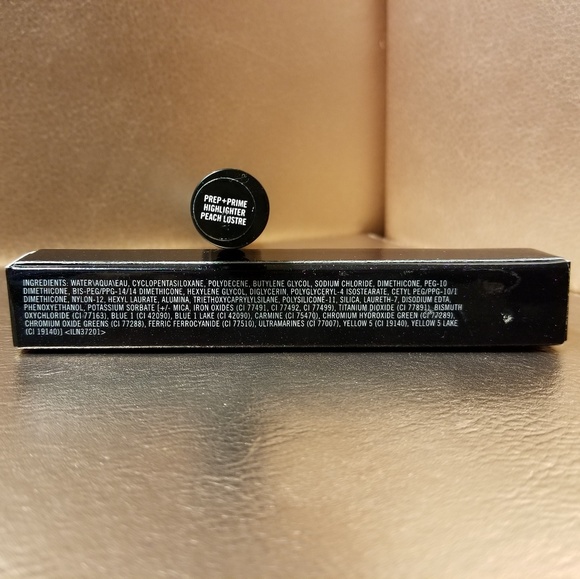 PREP+PRIME
HIGHLIGHTER
PEACH LUSTRE
INGREDIENTS: WATER\AQUA\EAU, CYCLOPENTASILOXANE, POLYDECENE, BUTYLENE GLYCOL, SODIUM CHLORIDE, DIMETHICONE, PEG-10
DIMETHICONE, BIS-PEG/PPG-14/14 DIMETHICONE, HEXYLENE GLYCOL, DIGLYCERIN, POLYGLYCERYL-4 ISOSTEARATE, CETYL PEG/PPG-10/1
DIMETHICONE, NYLON-12, HEXYL LAURATE, ALUMINA, TRIETHOXYCAPRYLYLSILANE, POLYSILICONE-11, SILICA, LAURETH-7, DISODIUM EDTA,
PHENOXYETHANOL, POTASSIUM SORBATE [+/- MICA, IRON OXIDES (CI 77491, CI 77492, CI 77499), TITANIUM DIOXIDE (CI 77891), BISMUTH
OXYCHLORIDE (CI 77163), BLUE 1 (CI 42090), BLUE 1 LAKE (CI 42090), CARMINE (CI 75470), CHROMIUM HYDROXIDE GREEN (CI 77289),
CHROMIUM OXIDE GREENS (CI 77288), FERRIC FERROCYANIDE (CI 77510), ULTRAMARINES (CI 77007), YELLOW 5 (CI 19140), YELLOW 5 LAKE
(CI 19140)] <ILN37201>